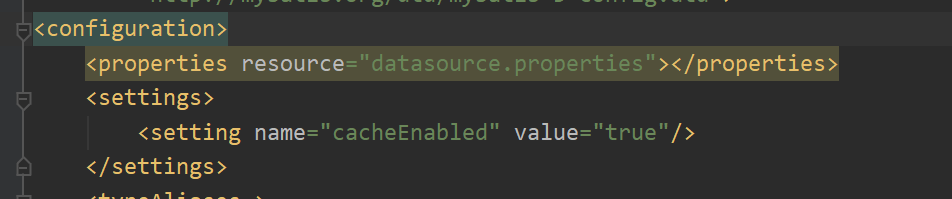 <configuration>
<properties resource="datasource.properties"></properties>
<settings>
<setting name="cacheEnabled" value="true"/>
</settings>